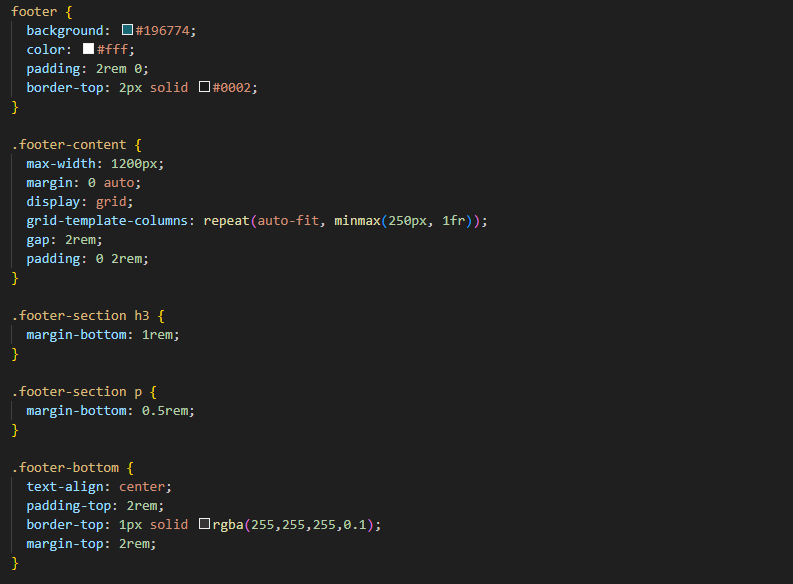 footer {
  background: #196774;
  color: #fff;
  padding: 2rem 0;
  border-top: 2px solid #0002;
}

.footer-content {
  max-width: 1200px;
  margin: 0 auto;
  display: grid;
  grid-template-columns: repeat(auto-fit, minmax(250px, 1fr));
  gap: 2rem;
  padding: 0 2rem;
}

.footer-section h3 {
  margin-bottom: 1rem;
}

.footer-section p {
  margin-bottom: 0.5rem;
}

.footer-bottom {
  text-align: center;
  padding-top: 2rem;
  border-top: 1px solid rgba(255,255,255,0.1);
  margin-top: 2rem;
}